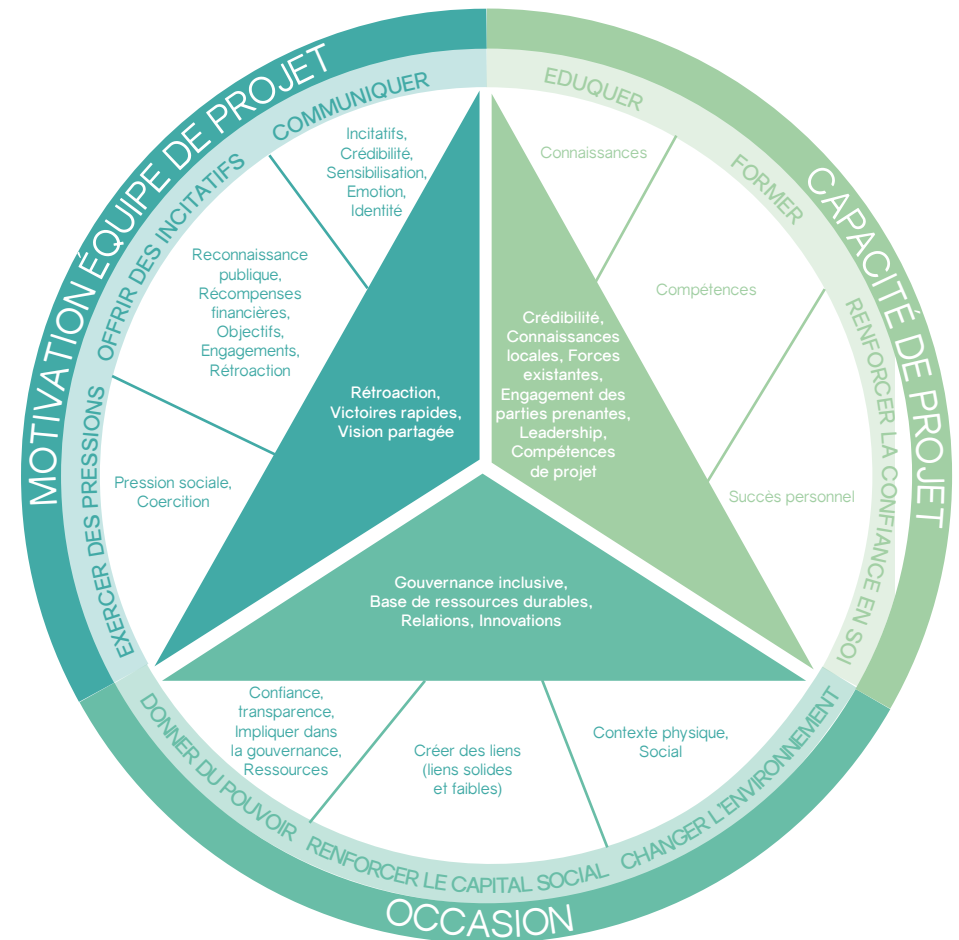 MOTIVATION ÉQUIPE DE PROJET
CAPACITÉ DE PROJET
OCCASION
EXERCER DES PRESSIONS
OFFRIR DES INCITATIFS
COMMUNIQUER
EDUQUER
FORMER
RENFORCER LA CONFIANCE EN SOI
DONNER DU POUVOIR
RENFORCER LE CAPITAL SOCIAL
CHANGER L'ENVIRONNEMENT
Incitatifs,
Crédibilité,
Sensibilisation,
Emotion,
Identité
Reconnaissance
publique,
Récompenses
financières,
Objectifs,
Engagements,
Rétroaction
Pression sociale,
Coercition
Rétroaction,
Victoires rapides,
Vision partagée
Connaissances
Compétences
Succès personnel
Crédibilité,
Connaissances
locales, Forces
existantes,
Engagement des
parties prenantes,
Leadership,
Compétences
de projet
Gouvernance inclusive,
Base de ressources durables,
Relations, Innovations
Confiance,
transparence,
Impliquer dans
la gouvernance,
Ressources
Créer des liens
(liens solides
et faibles)
Contexte physique,
Social